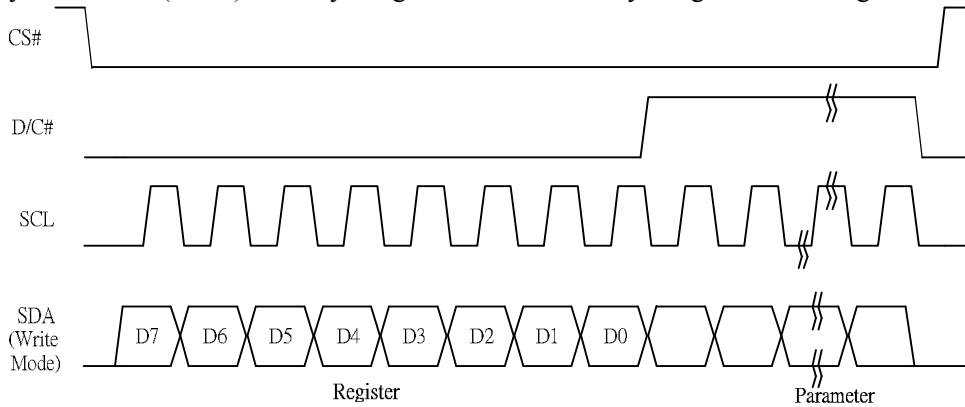 CS#
D/C#
SCL
SDA
(Write
Mode)
D7 D6 D5 D4 D3 D2 D1 D0
Register
Parameter